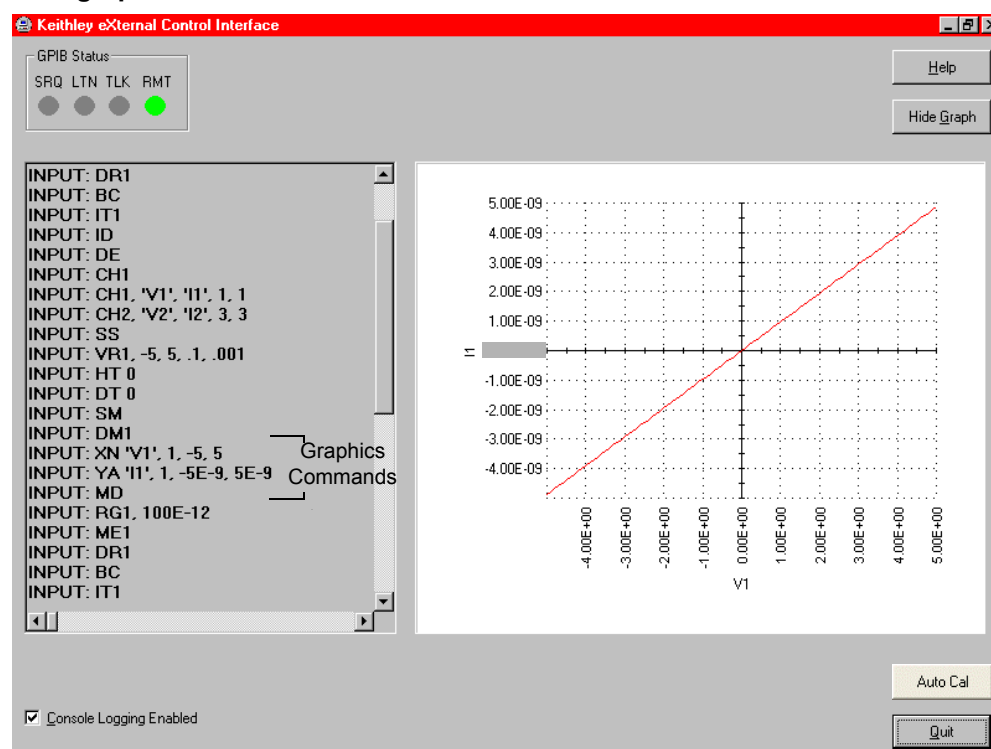 Keithley eXternal Control Interface
GPIB Status
SRQ LTN TLK RMT
Help
Hide Graph
INPUT: DR1
INPUT: BC
INPUT: IT1
INPUT: ID
INPUT: DE
INPUT: CH1
INPUT: CH1, 'V1', 'I1', 1, 1
INPUT: CH2, 'V2', 'I2', 3, 3
INPUT: SS
INPUT: VR1, -5, 5, .1, .001
INPUT: HT 0
INPUT: DT 0
INPUT: SM
INPUT: DM1
INPUT: XN 'V1', 1, -5, 5
INPUT: YA 'I1', 1, -5E-9, 5E-9
INPUT: MD
INPUT: RG1, 100E-12
INPUT: ME1
INPUT: DR1
INPUT: BC
INPUT: IT1
Graphics
Commands
5.00E-09
4.00E-09
3.00E-09
2.00E-09
1.00E-09
-1.00E-09
-2.00E-09
-3.00E-09
-4.00E-09
I1
-4.00E+00
-3.00E+00
-2.00E+00
-1.00E+00
0.00E+00
1.00E+00
2.00E+00
3.00E+00
4.00E+00
5.00E+00
V1
Auto Cal
Console Logging Enabled
Quit